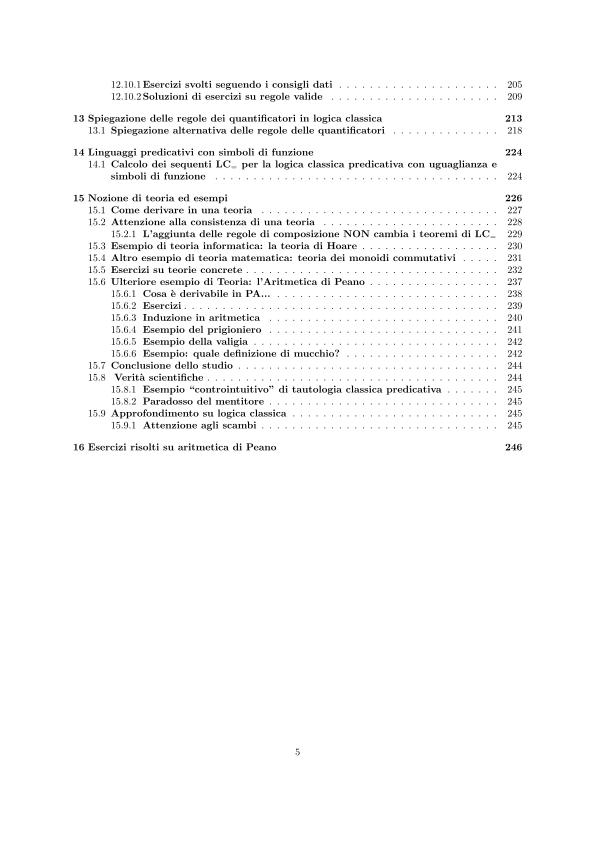 12.10.1 Esercizi svolti seguendo i consigli dati . . . . . . . . . . . . . . . . . . . . . 205
12.10.2 Soluzioni di esercizi su regole valide . . . . . . . . . . . . . . . . . . . . . . 209
13 Spiegazione delle regole dei quantificatori in logica classica 213
13.1 Spiegazione alternativa delle regole delle quantificatori . . . . . . . . . . . . . . 218
14 Linguaggi predicativi con simboli di funzione 224
14.1 Calcolo dei sequenti LC= per la logica classica predicativa con uguaglianza e
simboli di funzione . . . . . . . . . . . . . . . . . . . . . . . . . . . . . . . . . . . . . 224
15 Nozione di teoria ed esempi 226
15.1 Come derivare in una teoria . . . . . . . . . . . . . . . . . . . . . . . . . . . . . . . 227
15.2 Attenzione alla consistenza di una teoria . . . . . . . . . . . . . . . . . . . . . . . 228
15.2.1 L'aggiunta delle regole di composizione NON cambia i teoremi di LC= 229
15.3 Esempio di teoria informatica: la teoria di Hoare . . . . . . . . . . . . . . . . . . 230
15.4 Altro esempio di teoria matematica: teoria dei monoidi commutativi . . . . . 231
15.5 Esercizi su teorie concrete . . . . . . . . . . . . . . . . . . . . . . . . . . . . . . . . . 232
15.6 Ulteriore esempio di Teoria: l'Aritmetica di Peano . . . . . . . . . . . . . . . . . 237
15.6.1 Cosa è derivabile in PA... . . . . . . . . . . . . . . . . . . . . . . . . . . . . . 238
15.6.2 Esercizi . . . . . . . . . . . . . . . . . . . . . . . . . . . . . . . . . . . . . . . . . 239
15.6.3 Induzione in aritmetica . . . . . . . . . . . . . . . . . . . . . . . . . . . . . . 240
15.6.4 Esempio del prigioniero . . . . . . . . . . . . . . . . . . . . . . . . . . . . . . 241
15.6.5 Esempio della valigia . . . . . . . . . . . . . . . . . . . . . . . . . . . . . . . . 242
15.6.6 Esempio: quale definizione di mucchio? . . . . . . . . . . . . . . . . . . . . 242
15.7 Conclusione dello studio . . . . . . . . . . . . . . . . . . . . . . . . . . . . . . . . . . 244
15.8 Verità scientifiche . . . . . . . . . . . . . . . . . . . . . . . . . . . . . . . . . . . . . . 244
15.8.1 Esempio “controintuitivo” di tautologia classica predicativa . . . . . . . 245
15.8.2 Paradosso del mentitore . . . . . . . . . . . . . . . . . . . . . . . . . . . . . . 245
15.9 Approfondimento su logica classica . . . . . . . . . . . . . . . . . . . . . . . . . . . 245
15.9.1 Attenzione agli scambi . . . . . . . . . . . . . . . . . . . . . . . . . . . . . . . 245
16 Esercizi risolti su aritmetica di Peano 246
5